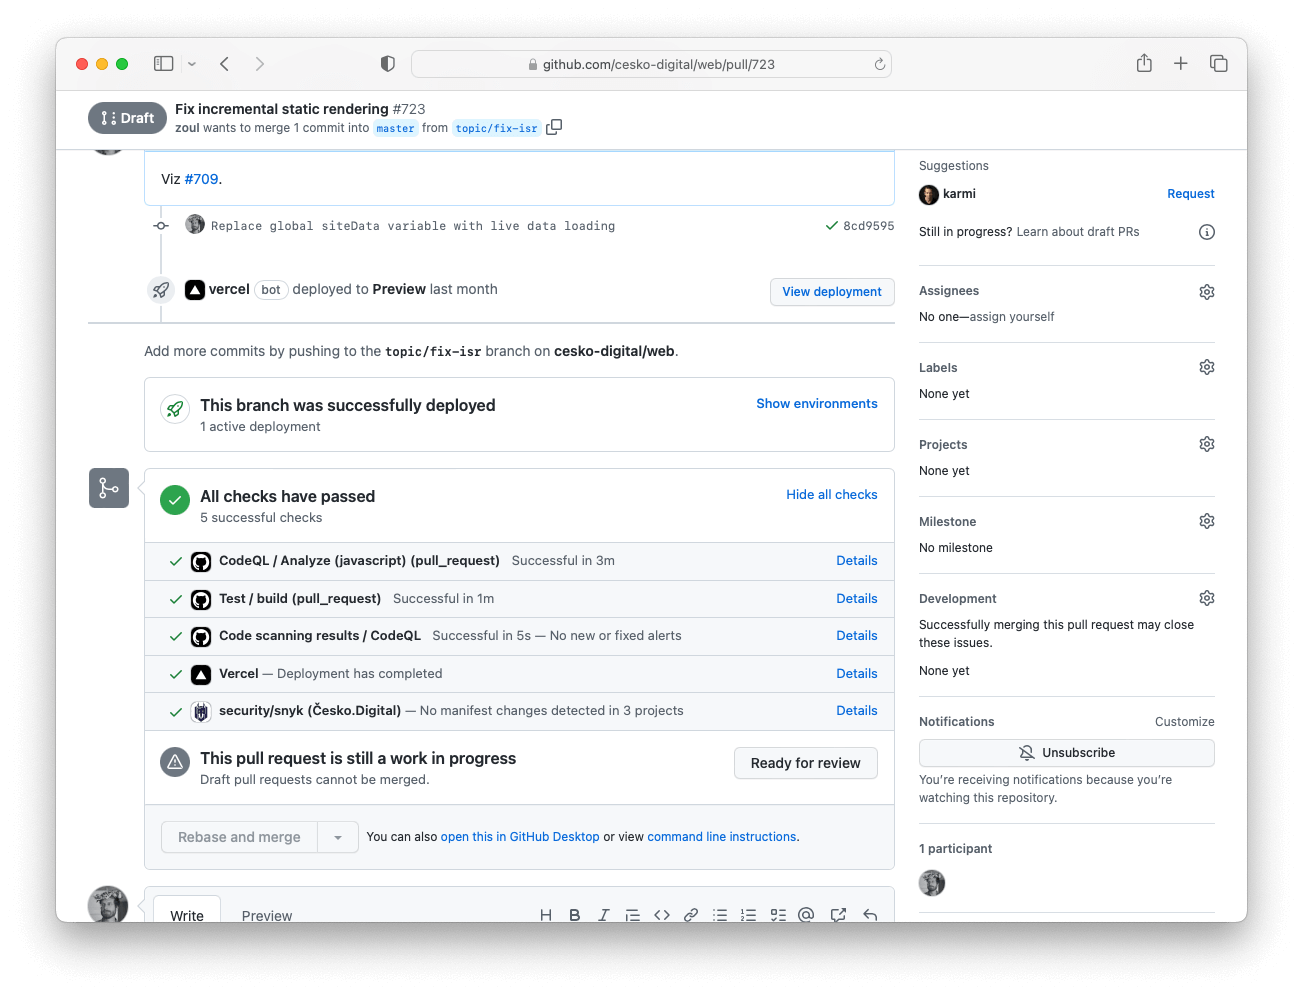 github.com/cesko-digital/web/pull/723
Draft
Fix incremental static rendering #723
zoul wants to merge 1 commit into master from topic/fix-isr
Viz #709.
Replace global siteData variable with live data loading 8cd9595
vercel bot deployed to Preview last month View deployment
Add more commits by pushing to the topic/fix-isr branch on cesko-digital/web.
This branch was successfully deployed Show environments
1 active deployment
All checks have passed Hide all checks
5 successful checks
CodeQL / Analyze (javascript) (pull_request) Successful in 3m Details
Test / build (pull_request) Successful in 1m Details
Code scanning results / CodeQL Successful in 5s — No new or fixed alerts Details
Vercel — Deployment has completed Details
security/snyk (Česko.Digital) — No manifest changes detected in 3 projects Details
This pull request is still a work in progress Ready for review
Draft pull requests cannot be merged.
Rebase and merge You can also open this in GitHub Desktop or view command line instructions.
Write Preview
Suggestions
karmi Request
Still in progress? Learn about draft PRs
Assignees
No one—assign yourself
Labels
None yet
Projects
None yet
Milestone
No milestone
Development
Successfully merging this pull request may close
these issues.
None yet
Notifications Customize
Unsubscribe
You’re receiving notifications because you’re
watching this repository.
1 participant